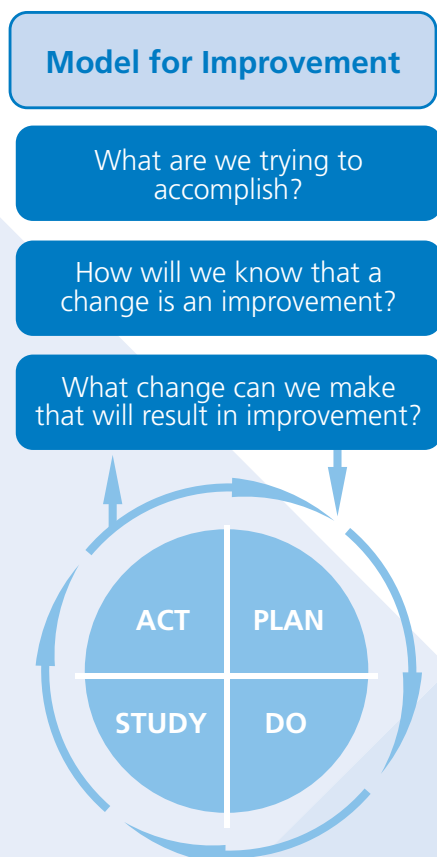 Model for Improvement
What are we trying to
accomplish?
How will we know that a
change is an improvement?
What change can we make
that will result in improvement?
ACT
PLAN
STUDY
DO